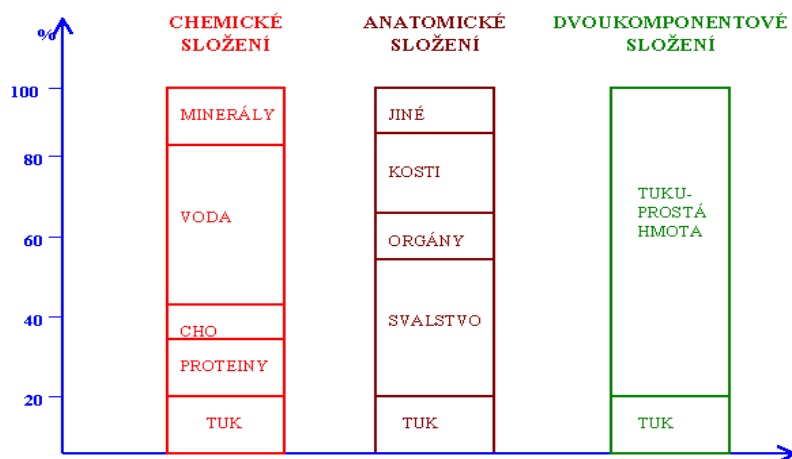 %
CHEMICKÉ
SLOŽENÍ
ANATOMICKÉ
SLOŽENÍ
DVOUKOMPONENTOVÉ
SLOŽENÍ
100
80
60
40
20
MINERÁLY
VODA
CHO
PROTEINY
TUK
JINÉ
KOSTI
ORGÁNY
SVALSTVO
TUK
TUKU-
PROSTÁ
HMOTA
TUK